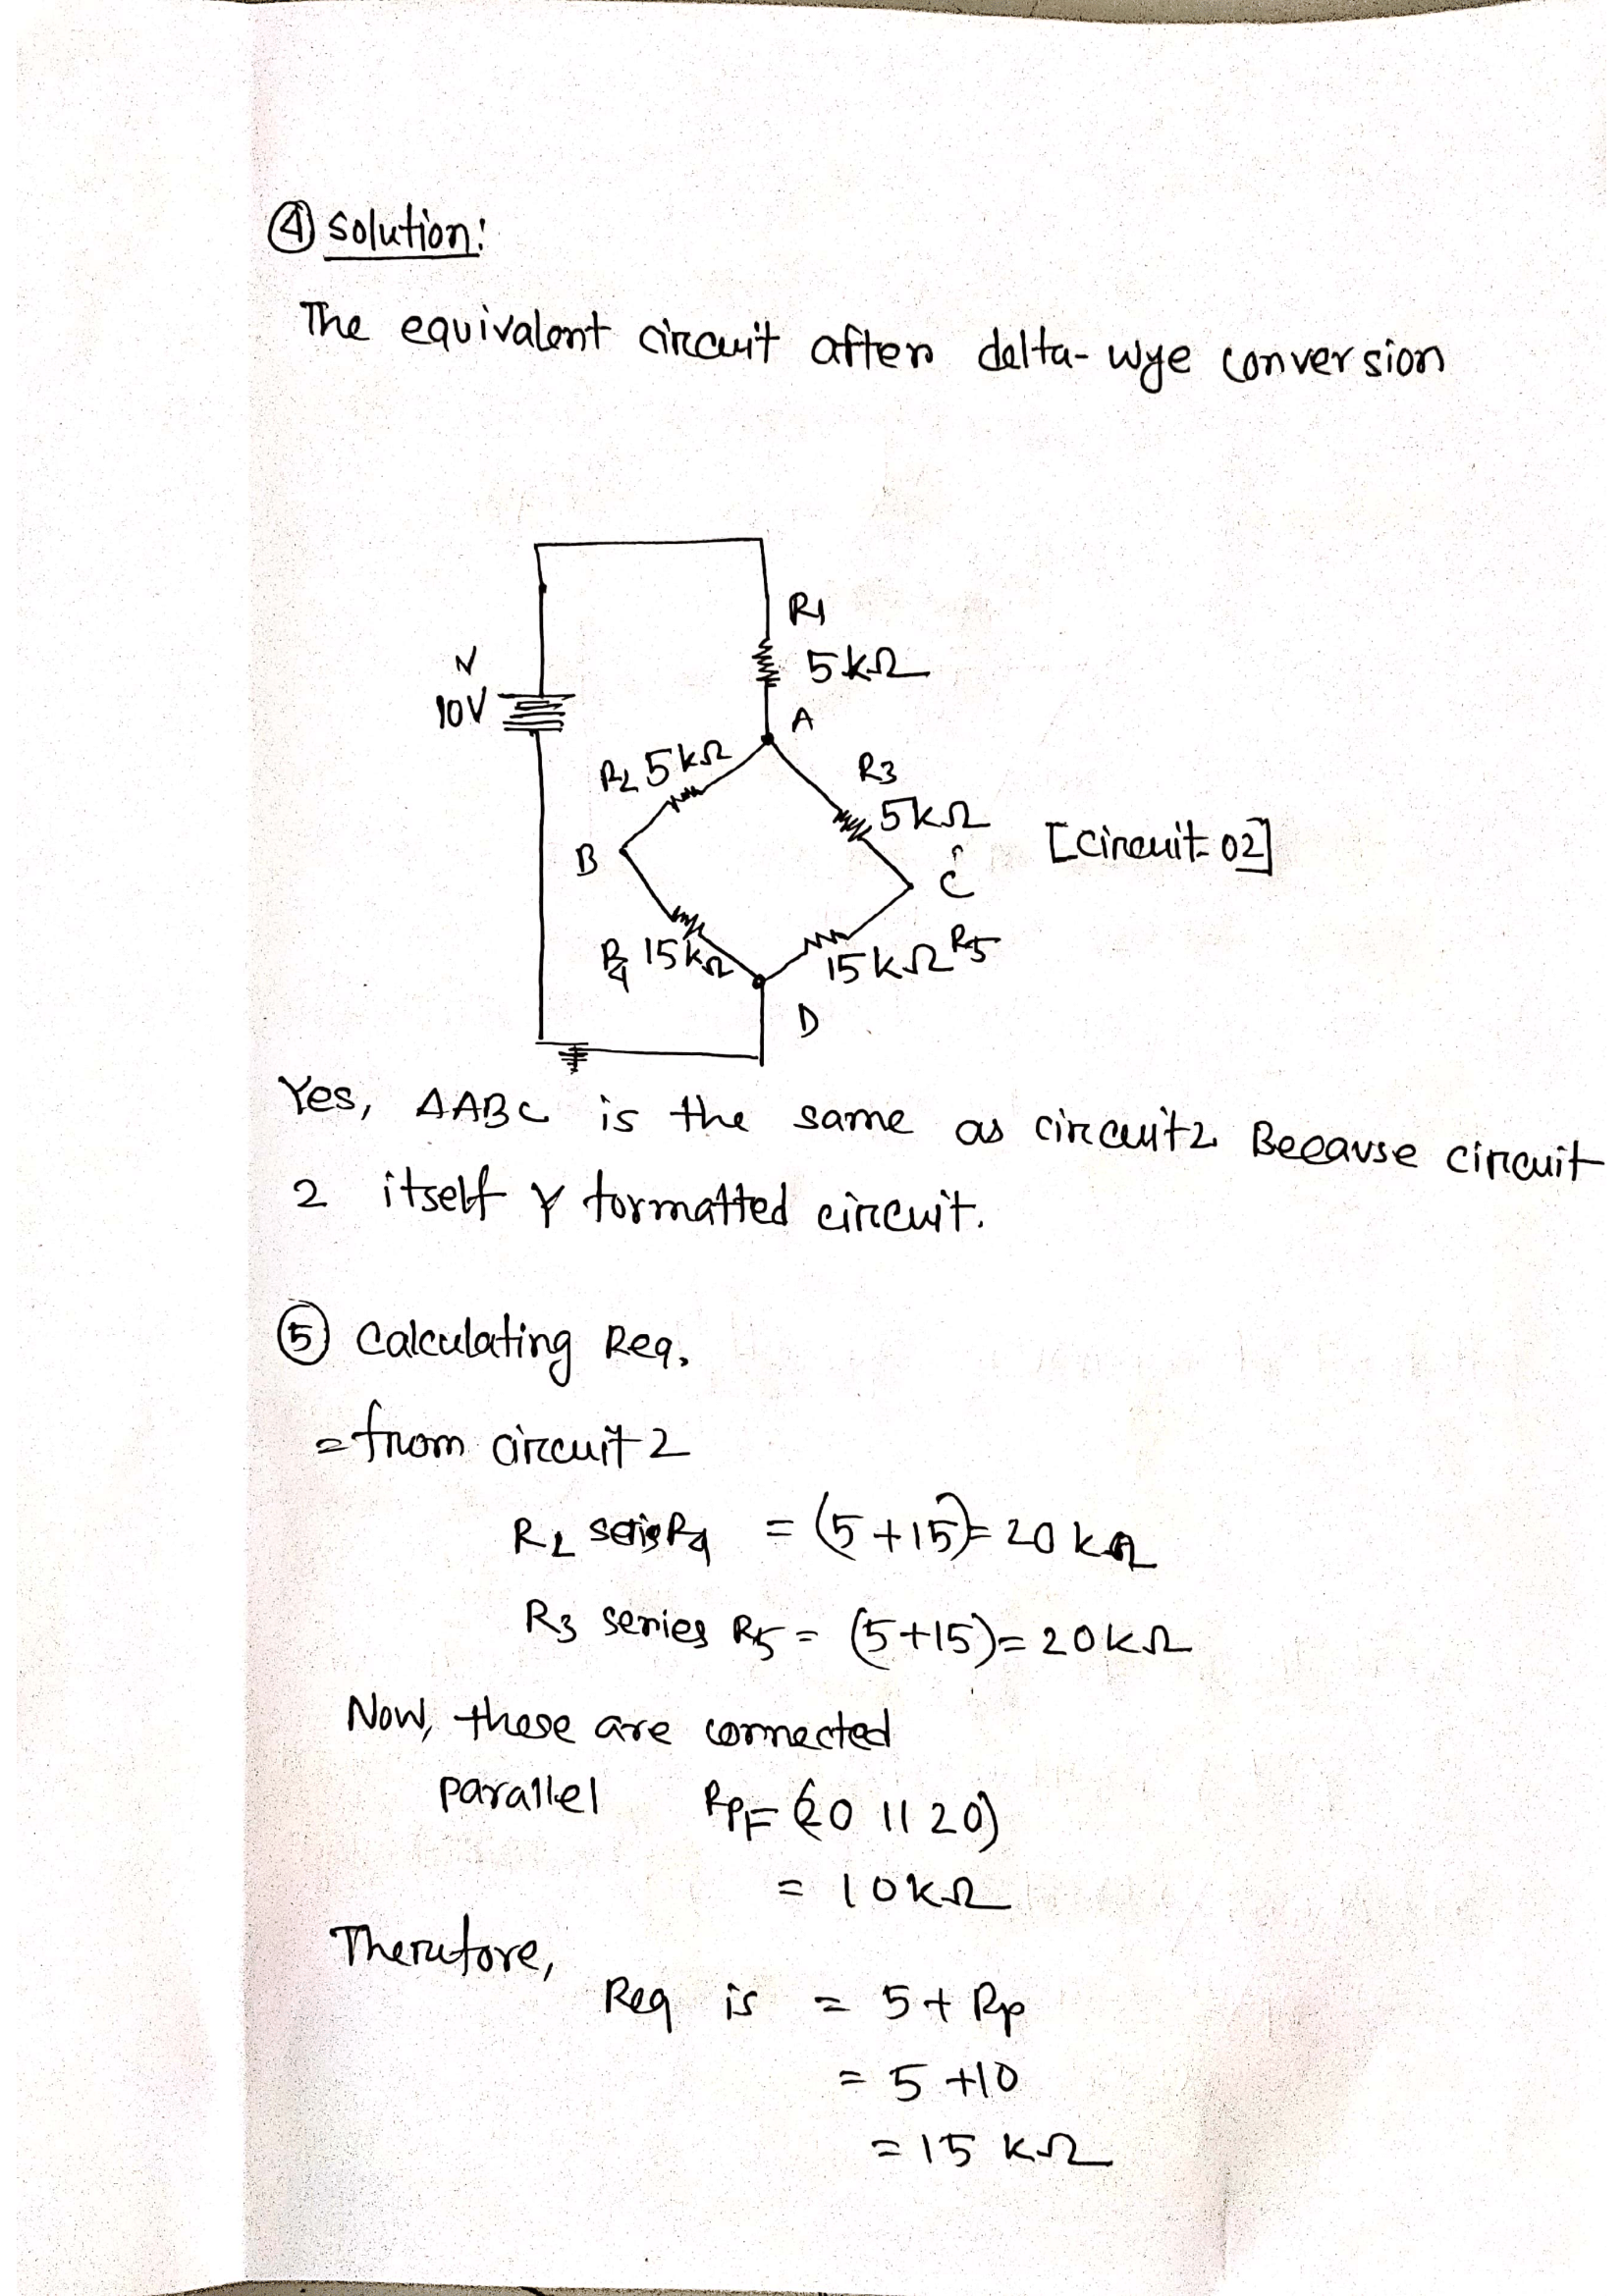 ④ solution:
The equivalent circuit after delta-wye conversion
R1
5kΩ
V
10V
A
R2 5kΩ
R3
5kΩ
[circuit-02]
B
C
R4 15kΩ
15kΩ R5
D
Yes, ΔABC is the same as circuit 2 Because circuit
2 itself Y formatted circuit.
⑤ Calculating Req.
= from circuit 2
R2 series R4 = (5+15) = 20 kΩ
R3 series R5 = (5+15) = 20kΩ
Now, these are connected
parallel Rp = (20 || 20)
= 10kΩ
Therefore,
Req is = 5 + Rp
= 5 + 10
= 15 kΩ